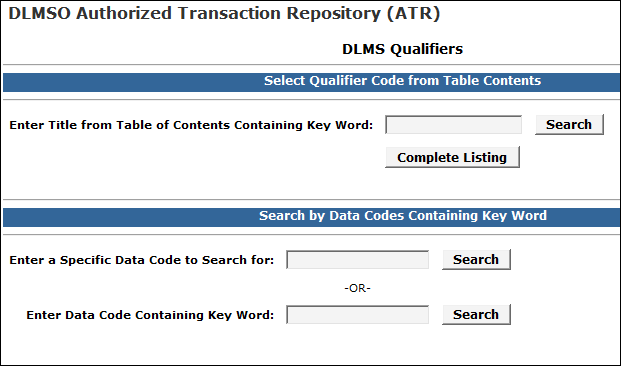 DLMSO Authorized Transaction Repository (ATR)
DLMS Qualifiers
Select Qualifier Code from Table Contents
Enter Title from Table of Contents Containing Key Word: Search
Complete Listing
Search by Data Codes Containing Key Word
Enter a Specific Data Code to Search for: Search
-OR-
Enter Data Code Containing Key Word: Search